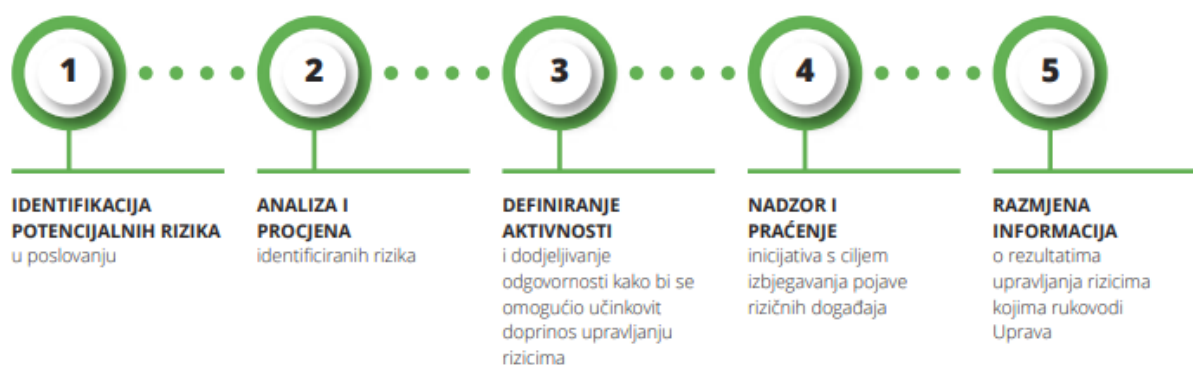 1
IDENTIFIKACIJA
POTENCIJALNIH RIZIKA
u poslovanju
2
ANALIZA I
PROCJENA
identificiranih rizika
3
DEFINIRANJE
AKTIVNOSTI
i dodjeljivanje
odgovornosti kako bi se
omogućio učinkovit
doprinos upravljanju
rizicima
4
NADZOR I
PRAĆENJE
inicijativa s ciljem
izbjegavanja pojave
rizičnih događaja
5
RAZMJENA
INFORMACIJA
o rezultatima
upravljanja rizicima
kojima rukovodi
Uprava